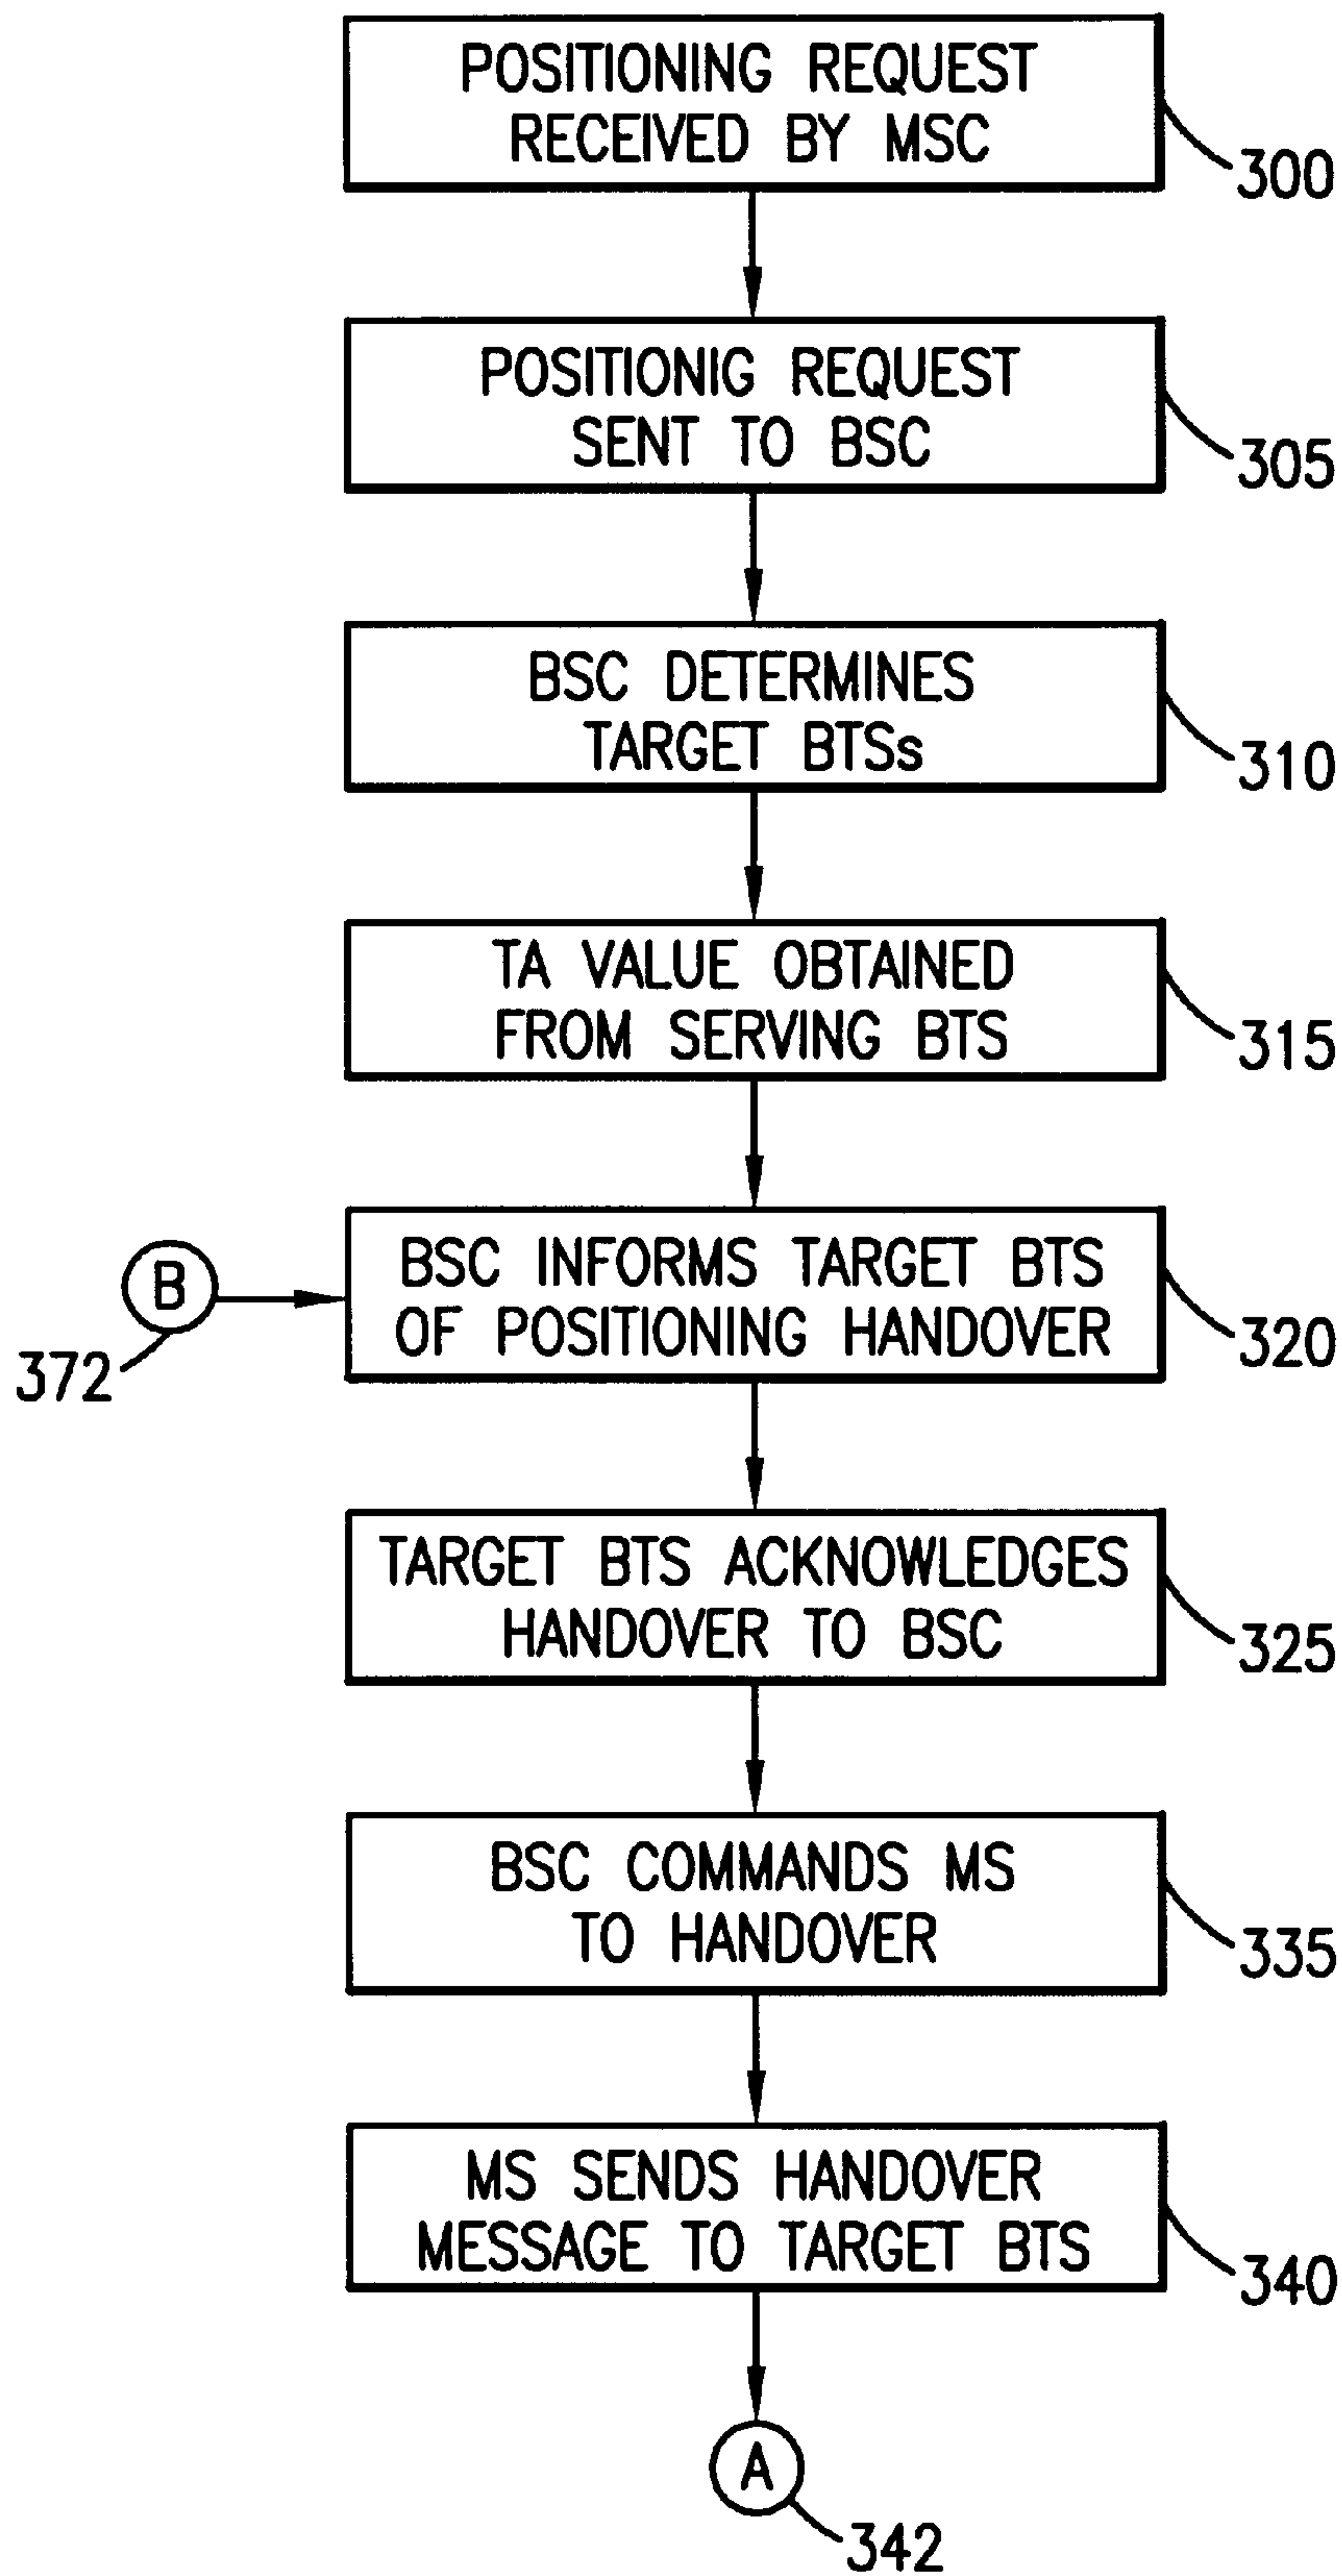 POSITIONING REQUEST
RECEIVED BY MSC
300
POSITIONIG REQUEST
SENT TO BSC
305
BSC DETERMINES
TARGET BTSs
310
TA VALUE OBTAINED
FROM SERVING BTS
315
B
372
BSC INFORMS TARGET BTS
OF POSITIONING HANDOVER
320
TARGET BTS ACKNOWLEDGES
HANDOVER TO BSC
325
BSC COMMANDS MS
TO HANDOVER
335
MS SENDS HANDOVER
MESSAGE TO TARGET BTS
340
A
342